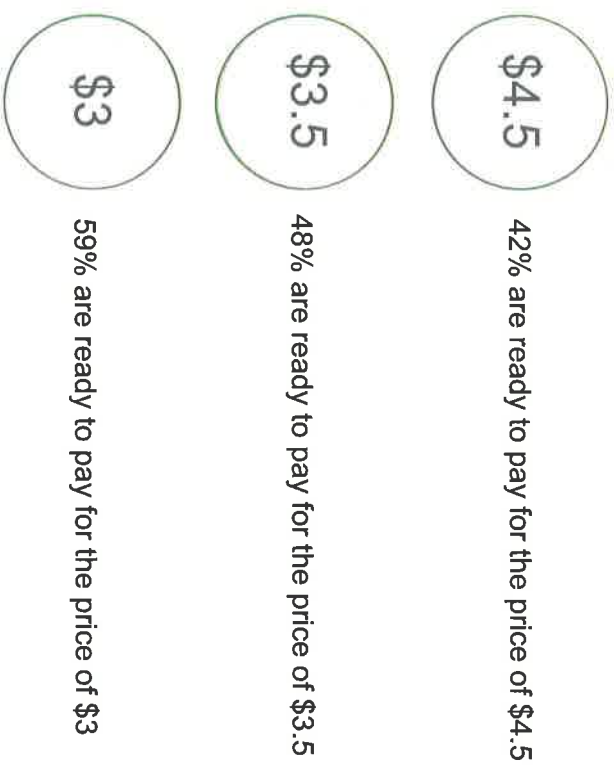 $4.5
42% are ready to pay for the price of $4.5
$3.5
48% are ready to pay for the price of $3.5
$3
59% are ready to pay for the price of $3